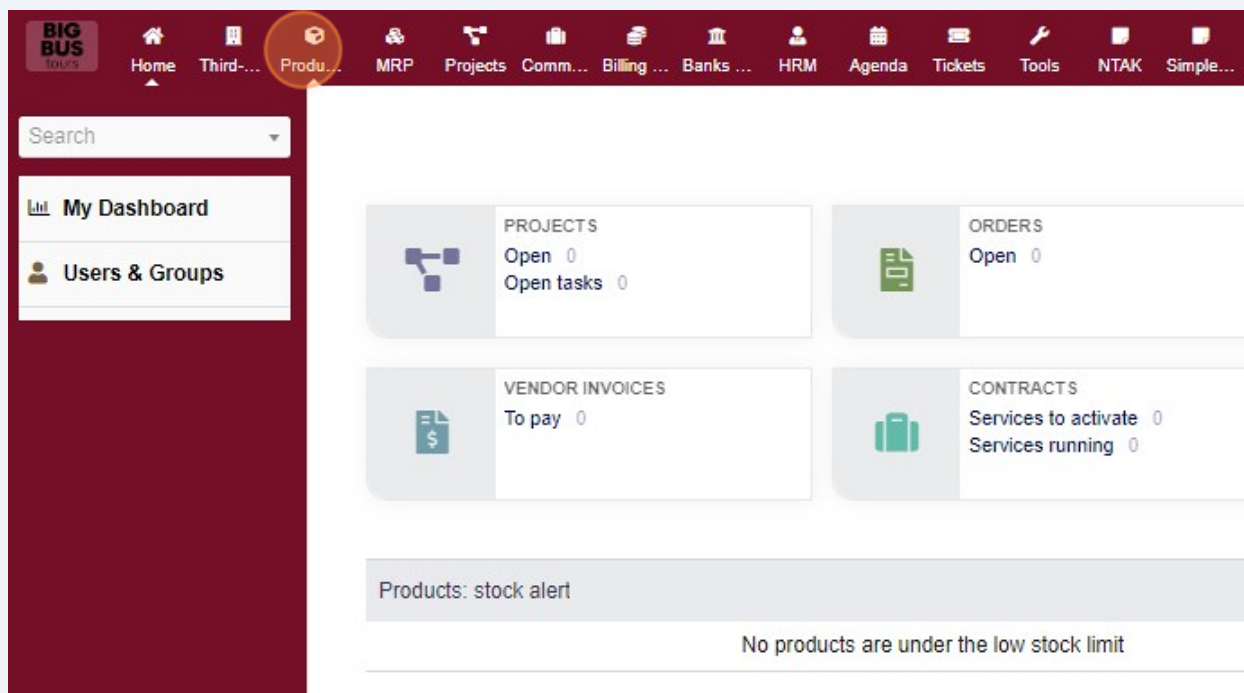 BIG
BUS
tours
Home Third-... Produ... MRP Projects Comm... Billing ... Banks ... HRM Agenda Tickets Tools NTAK Simple...
Search
My Dashboard
Users & Groups
PROJECTS
Open 0
Open tasks 0
ORDERS
Open 0
VENDOR INVOICES
To pay 0
CONTRACTS
Services to activate 0
Services running 0
Products: stock alert
No products are under the low stock limit